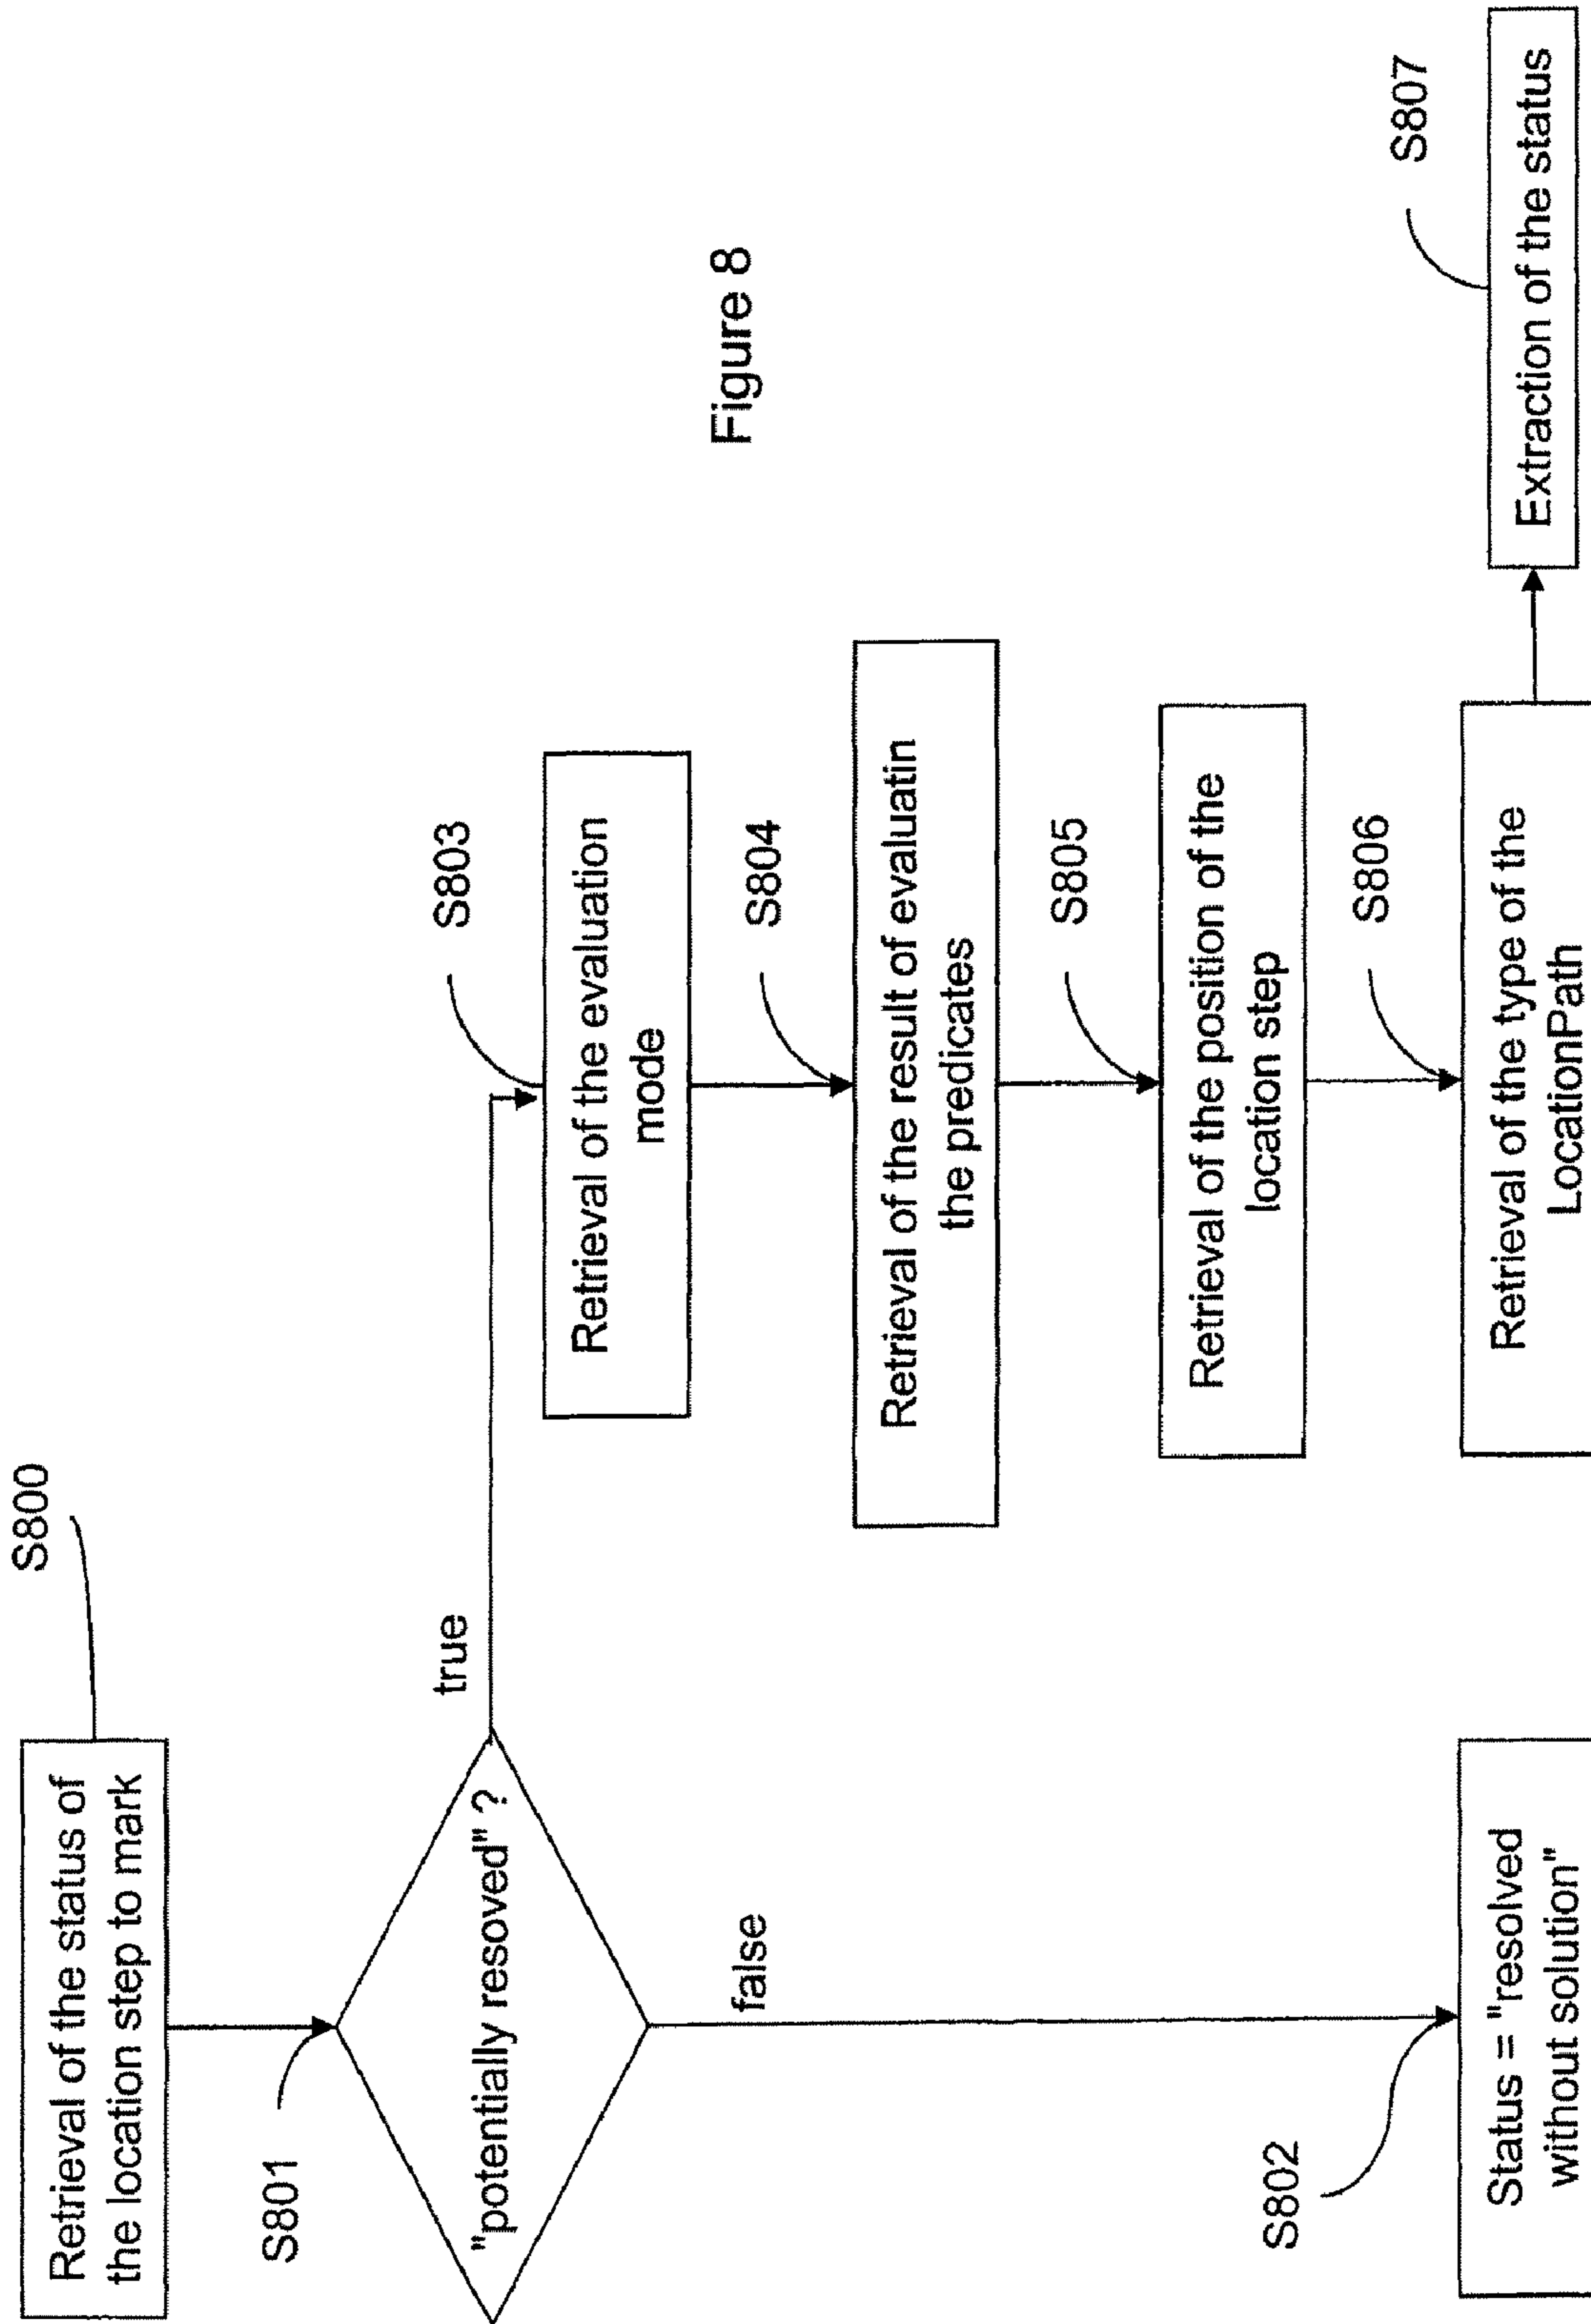 S800
Retrieval of the status of
the location step to mark
S801
"potentially resoved" ?
true
false
S802
Status = "resolved
without solution"
S803
Retrieval of the evaluation
mode
S804
Retrieval of the result of evaluatin
the predicates
S805
Retrieval of the position of the
location step
S806
Retrieval of the type of the
LocationPath
S807
Extraction of the status
Figure 8